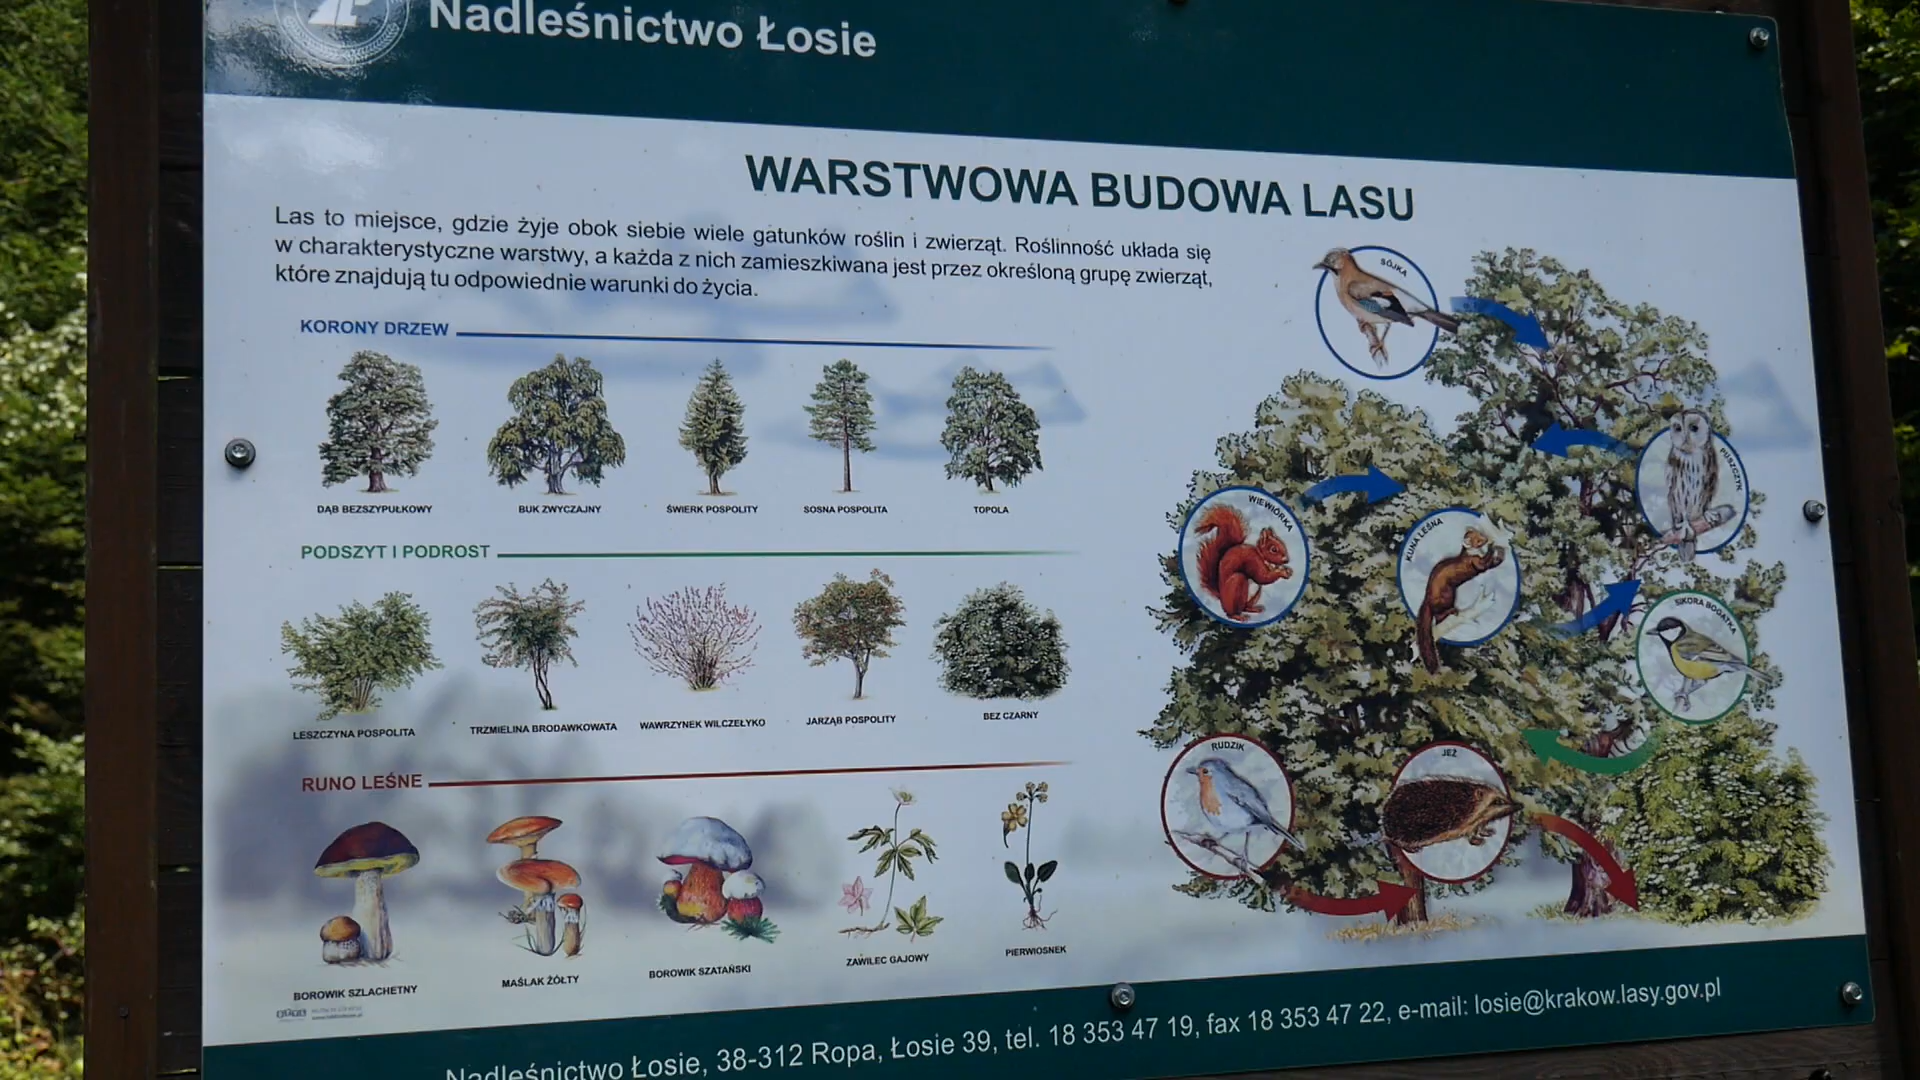 Nadleśnictwo Łosie
WARSTWOWA BUDOWA LASU
Las to miejsce, gdzie żyje obok siebie wiele gatunków roślin i zwierząt. Roślinność układa się
w charakterystyczne warstwy, a każda z nich zamieszkiwana jest przez określoną grupę zwierząt,
które znajdują tu odpowiednie warunki do życia.
KORONY DRZEW
DĄB BEZSZYPUŁKOWY
BUK ZWYCZAJNY
ŚWIERK POSPOLITY
SOSNA POSPOLITA
TOPOLA
PODSZYT I PODROST
LESZCZYNA POSPOLITA
TRZMIELINA BRODAWKOWATA
WAWRZYNEK WILCZEŁYKO
JARZĄB POSPOLITY
BEZ CZARNY
RUNO LEŚNE
BOROWIK SZLACHETNY
MAŚLAK ŻÓŁTY
BOROWIK SZATAŃSKI
ZAWILEC GAJOWY
PIERWIOSNEK
SÓJKA
PUSZCZYK
WIEWIÓRKA
KUNA LEŚNA
SIKORA BOGATKA
RUDZIK
JEŻ
Nadleśnictwo Łosie, 38-312 Ropa, Łosie 39, tel. 18 353 47 19, fax 18 353 47 22, e-mail: losie@krakow.lasy.gov.pl